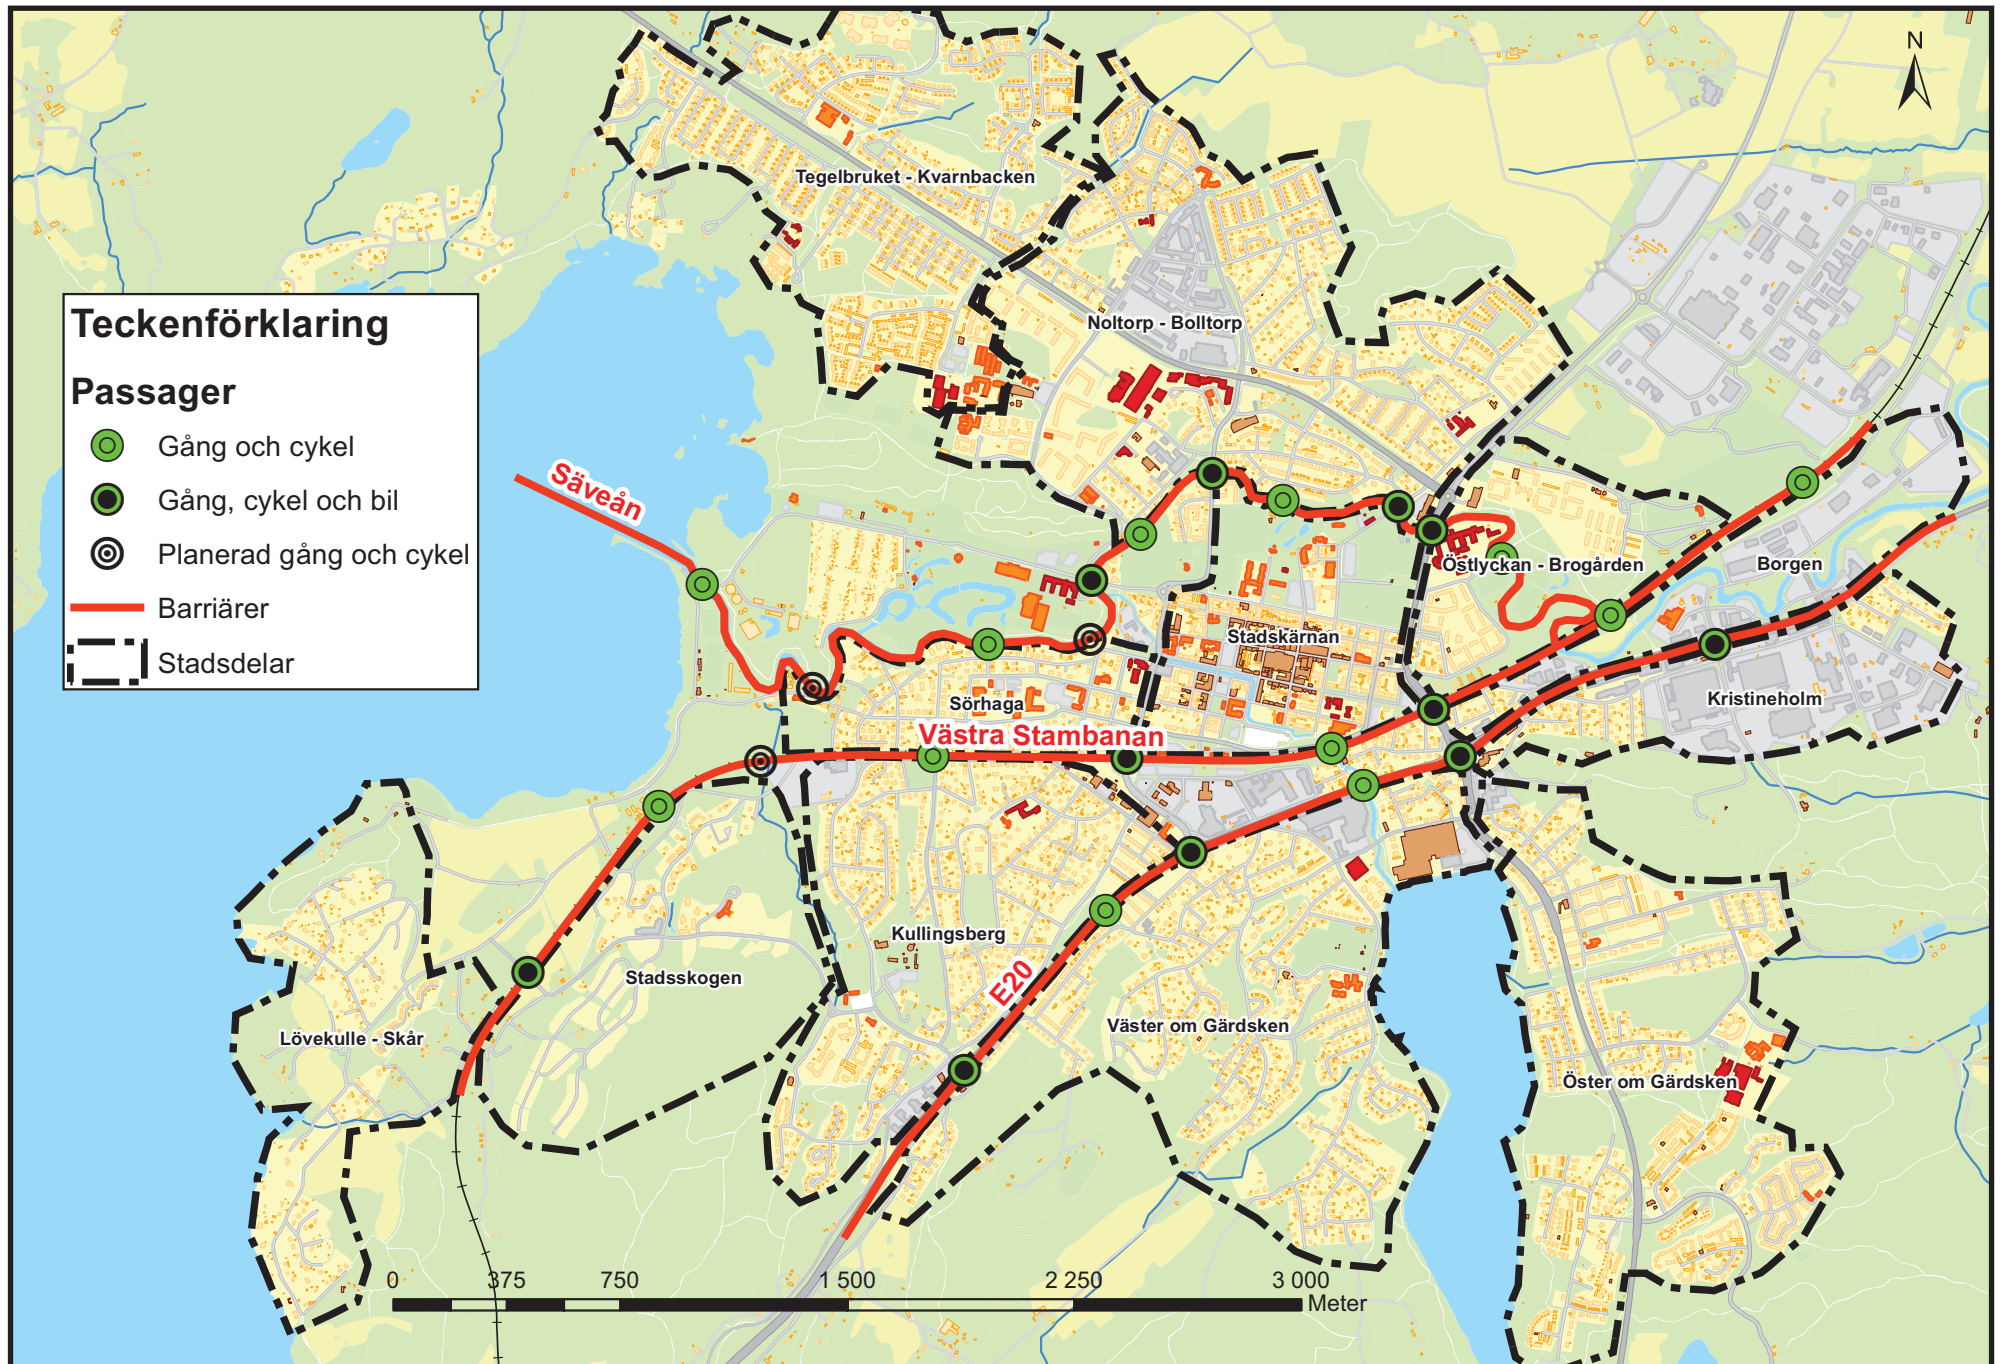 N
Tegelbruket - Kvarnbacken
Teckenförklaring
Passager
Gång och cykel
Gång, cykel och bil
Planerad gång och cykel
Barriärer
Stadsdelar
Noltorp - Bolltorp
Säveån
Östlyckan - Brogården
Borgen
Stadskärnan
Sörhaga
Kristineholm
Västra Stambanan
Kullingsberg
Stadsskogen
E20
Lövekulle - Skår
Väster om Gärdsken
Öster om Gärdsken
0 375 750 1 500 2 250 3 000
Meter